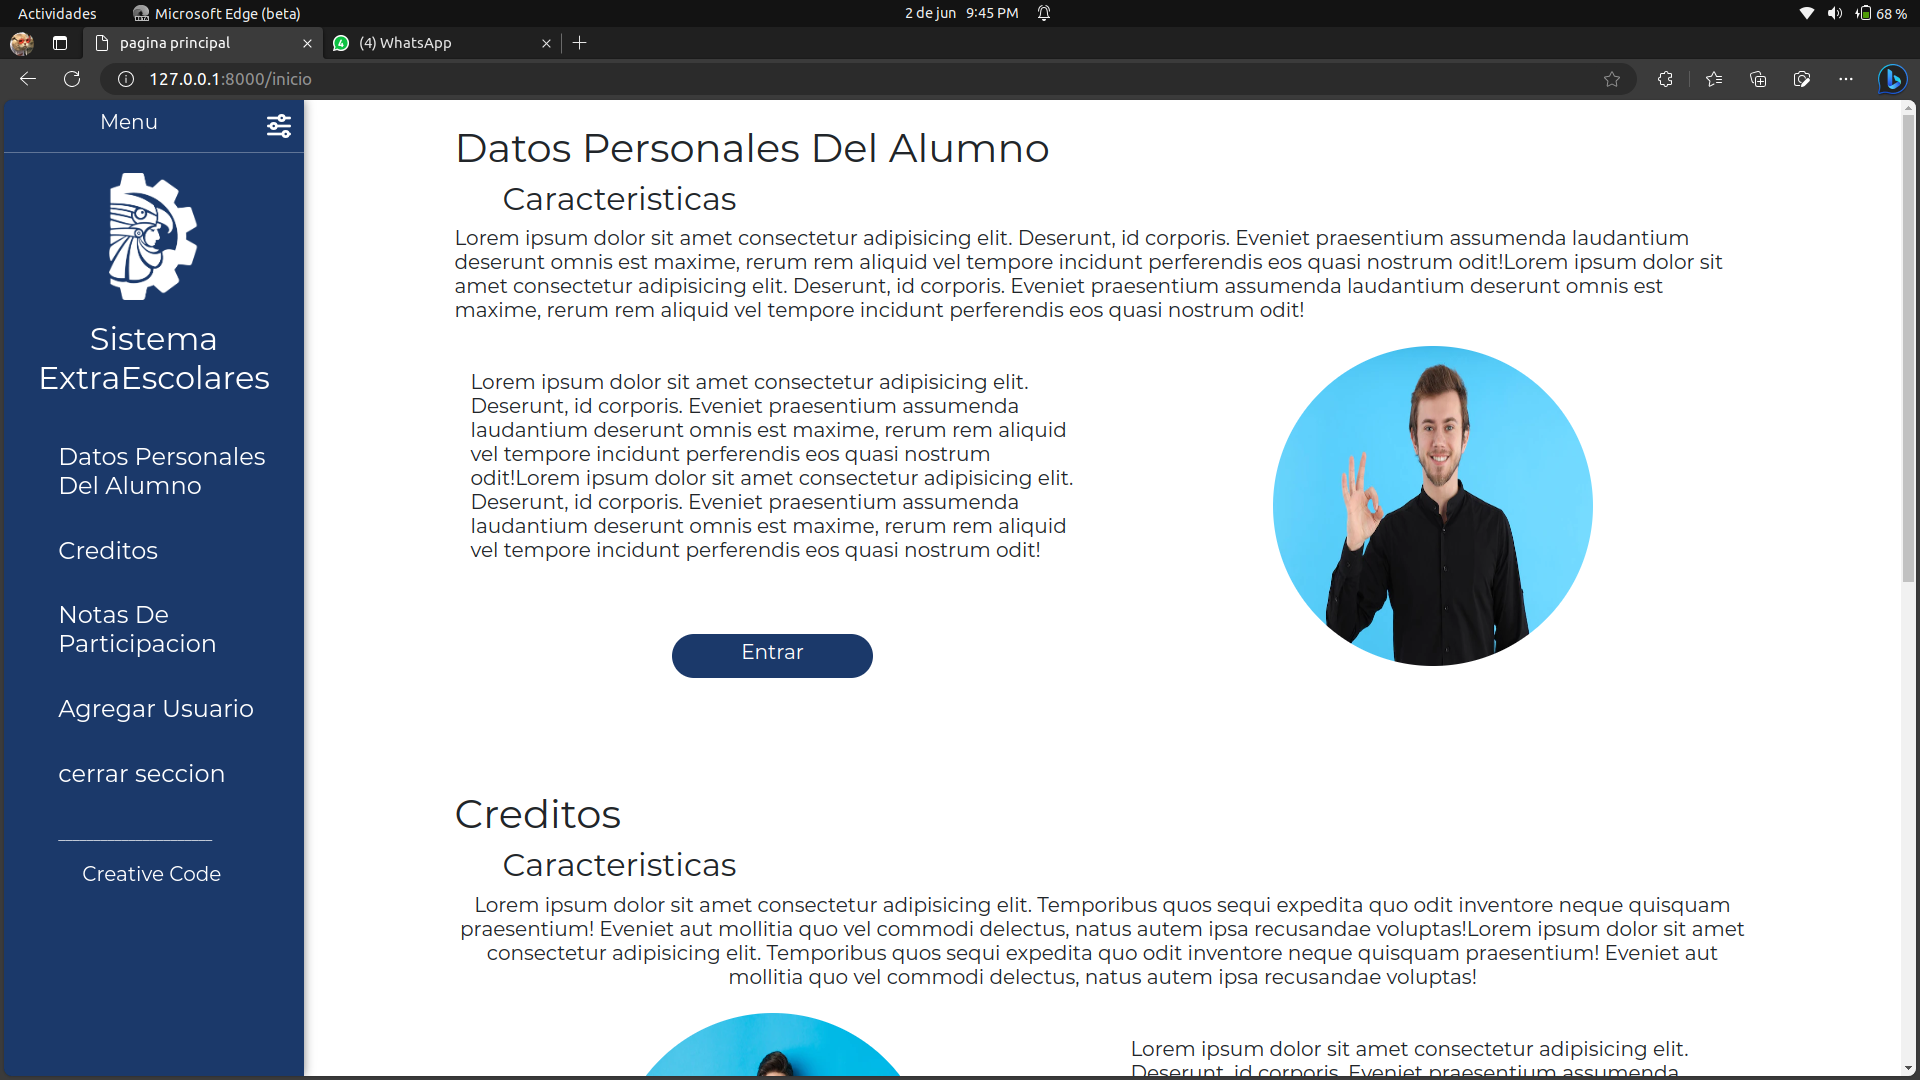 Actividades
Microsoft Edge (beta)
2 de jun 9:45 PM
68 %
pagina principal
4
(4) WhatsApp
127.0.0.1:8000/inicio
Menu
Sistema
ExtraEscolares
Datos Personales
Del Alumno
Creditos
Notas De
Participacion
Agregar Usuario
cerrar seccion
Creative Code
Datos Personales Del Alumno
Caracteristicas
Lorem ipsum dolor sit amet consectetur adipisicing elit. Deserunt, id corporis. Eveniet praesentium assumenda laudantium
deserunt omnis est maxime, rerum rem aliquid vel tempore incidunt perferendis eos quasi nostrum odit!Lorem ipsum dolor sit
amet consectetur adipisicing elit. Deserunt, id corporis. Eveniet praesentium assumenda laudantium deserunt omnis est
maxime, rerum rem aliquid vel tempore incidunt perferendis eos quasi nostrum odit!
Lorem ipsum dolor sit amet consectetur adipisicing elit.
Deserunt, id corporis. Eveniet praesentium assumenda
laudantium deserunt omnis est maxime, rerum rem aliquid
vel tempore incidunt perferendis eos quasi nostrum
odit!Lorem ipsum dolor sit amet consectetur adipisicing elit.
Deserunt, id corporis. Eveniet praesentium assumenda
laudantium deserunt omnis est maxime, rerum rem aliquid
vel tempore incidunt perferendis eos quasi nostrum odit!
Entrar
Creditos
Caracteristicas
Lorem ipsum dolor sit amet consectetur adipisicing elit. Temporibus quos sequi expedita quo odit inventore neque quisquam
praesentium! Eveniet aut mollitia quo vel commodi delectus, natus autem ipsa recusandae voluptas!Lorem ipsum dolor sit amet
consectetur adipisicing elit. Temporibus quos sequi expedita quo odit inventore neque quisquam praesentium! Eveniet aut
mollitia quo vel commodi delectus, natus autem ipsa recusandae voluptas!
Lorem ipsum dolor sit amet consectetur adipisicing elit.
Deserunt, id corporis. Eveniet praesentium assumenda